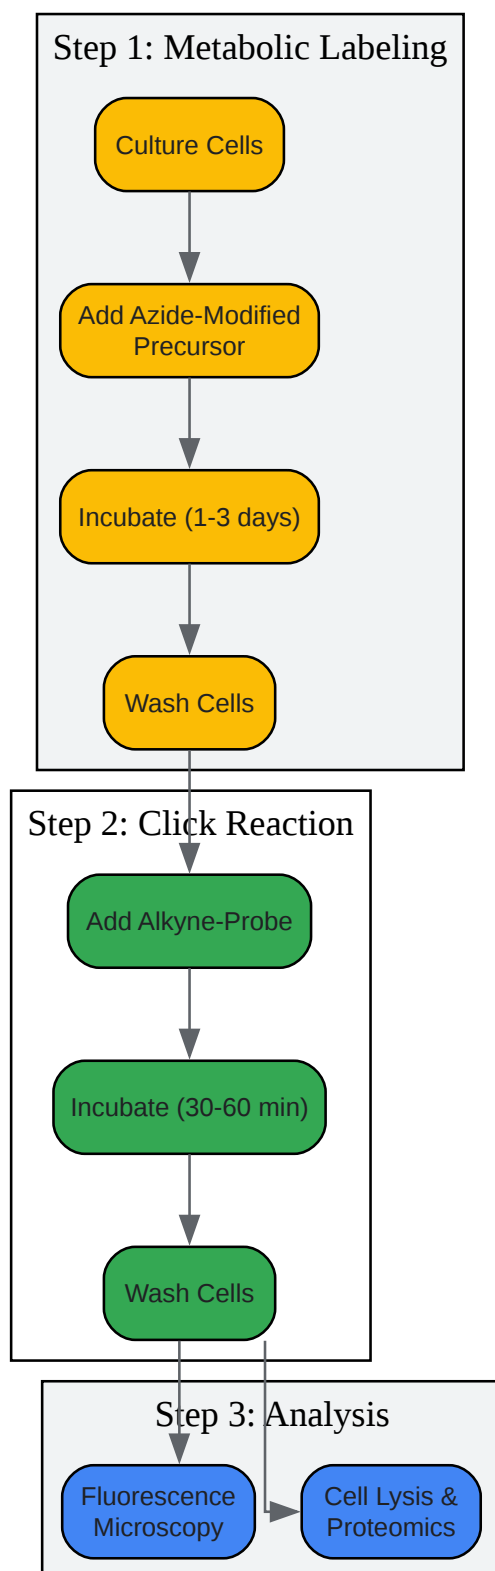 Step 1: Metabolic Labeling
Culture Cells
Add Azide-Modified
Precursor
Incubate (1-3 days)
Wash Cells
Step 2: Click Reaction
Add Alkyne-Probe
Incubate (30-60 min)
Wash Cells
Step 3: Analysis
Fluorescence
Microscopy
Cell Lysis &
Proteomics